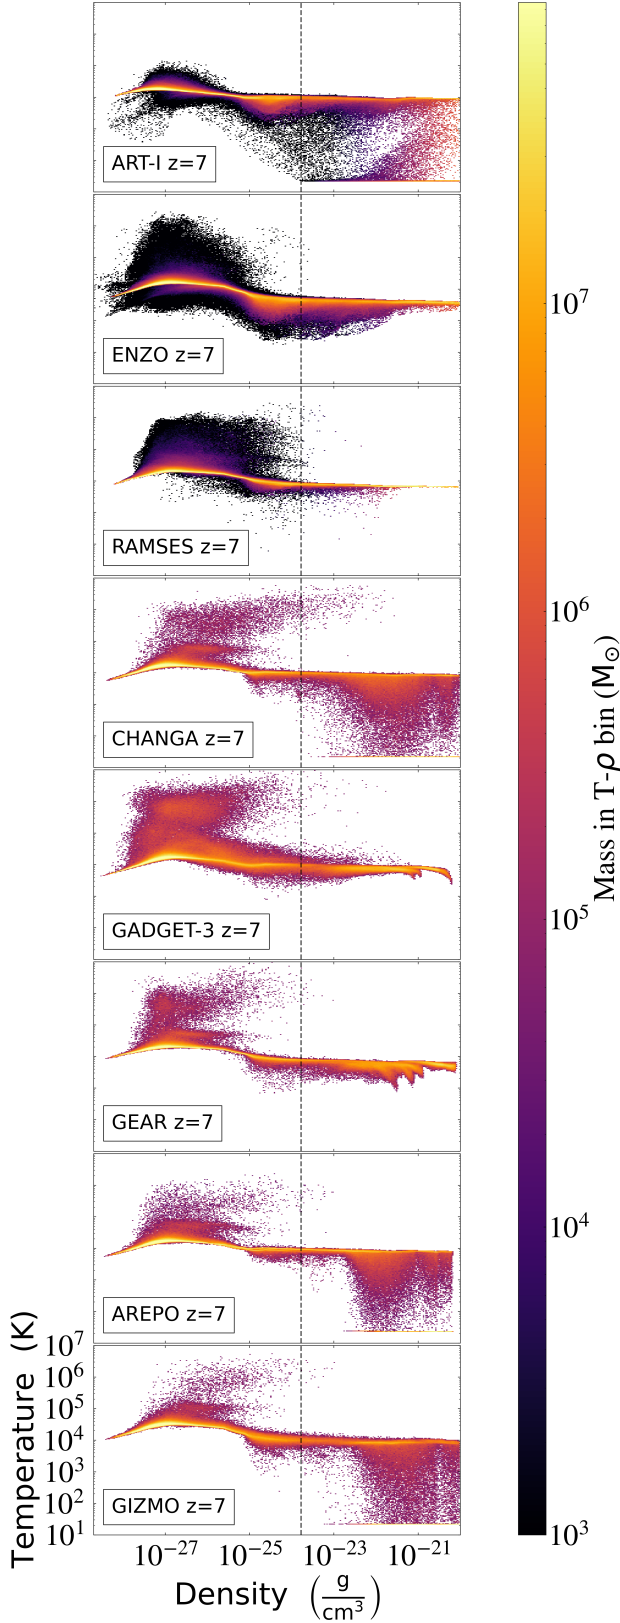 ART-I z=7
ENZO z=7
RAMSES z=7
CHANGA z=7
GADGET-3 z=7
GEAR z=7
AREPO z=7
GIZMO z=7
Temperature (K)
10^7
10^6
10^5
10^4
10^3
10^2
10^1
10^−27
10^−25
10^−23
10^−21
Density (g/cm^3)
10^7
10^6
10^5
10^4
10^3
Mass in T-ρ bin (M⊙)